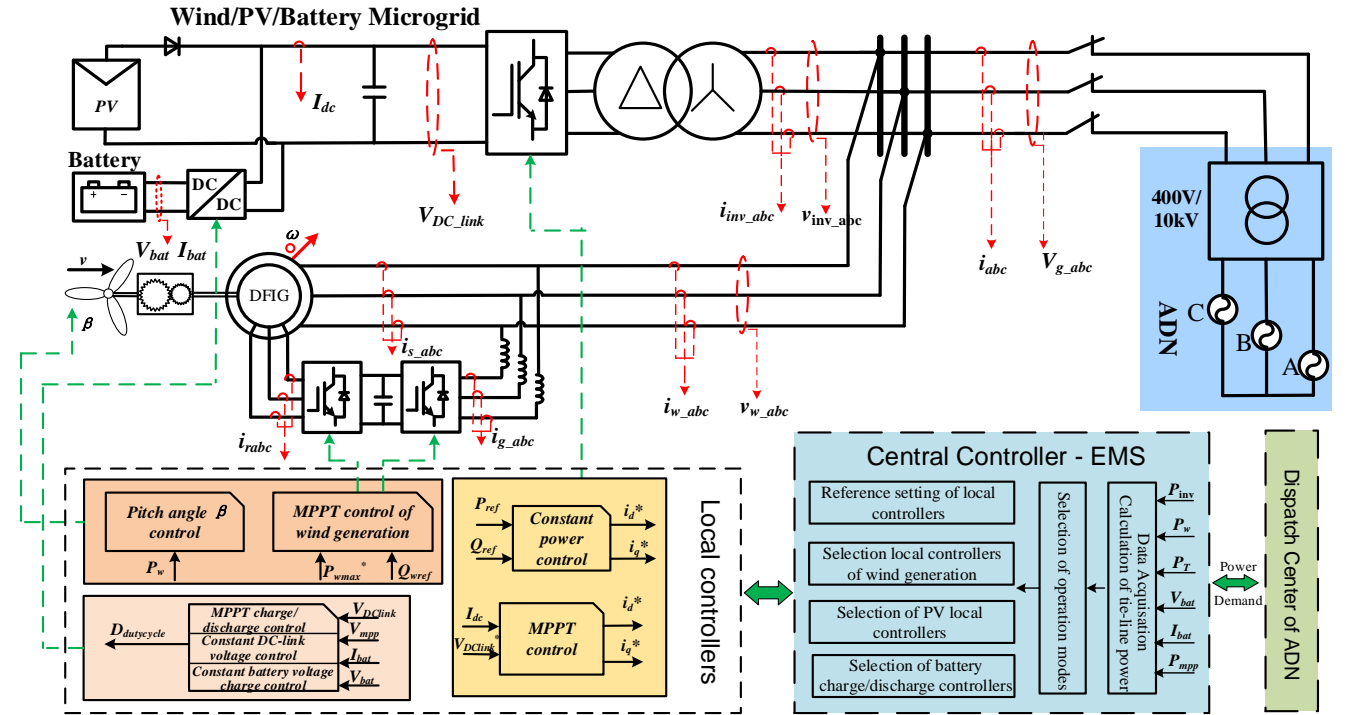 Wind/PV/Battery Microgrid
PV
I_dc
Battery
DC
DC
V_DC_link
i_inv_abc
v_inv_abc
i_abc
V_g_abc
400V/
10kV
V_bat I_bat
v
ω
β
DFIG
i_s_abc
i_w_abc
v_w_abc
i_rabc
i_g_abc
C
B
A
ADN
Pitch angle β
control
P_w
MPPT control of
wind generation
P_wmax*
Q_wref
MPPT charge/
discharge control
Constant DC-link
voltage control
Constant battery voltage
charge control
D_dutycycle
V_DClink
V_mpp
I_bat
V_bat
P_ref
Q_ref
Constant
power
control
i_d*
i_q*
I_dc
V_DClink*
MPPT
control
i_d*
i_q*
Local controllers
Central Controller - EMS
Reference setting of local
controllers
Selection local controllers
of wind generation
Selection of PV local
controllers
Selection of battery
charge/discharge controllers
Selection of operation modes
Data Acquisation
Calculation of tie-line power
P_inv
P_w
P_T
V_bat
I_bat
P_mpp
Power
Demand
Dispatch Center of ADN